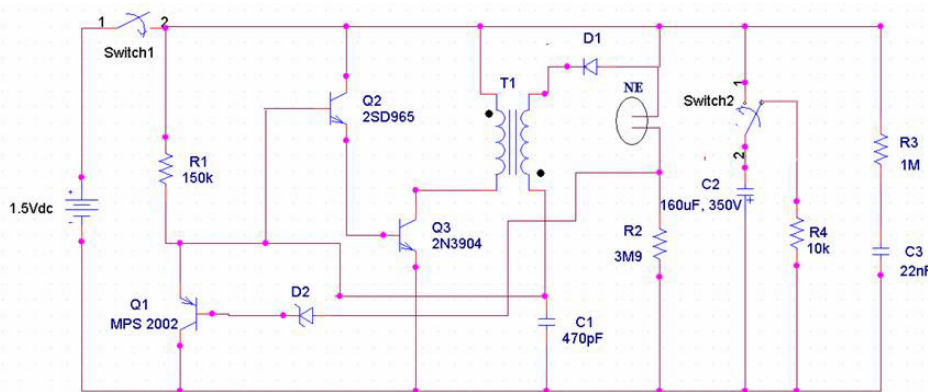 1 2
Switch1
D1
T1
NE
Q2
2SD965
1
Switch2
2
R1
150k
R3
1M
C2
160uF, 350V
+
1.5Vdc
+
-
Q3
2N3904
R2
3M9
R4
10k
C3
22nF
Q1
MPS 2002
D2
C1
470pF